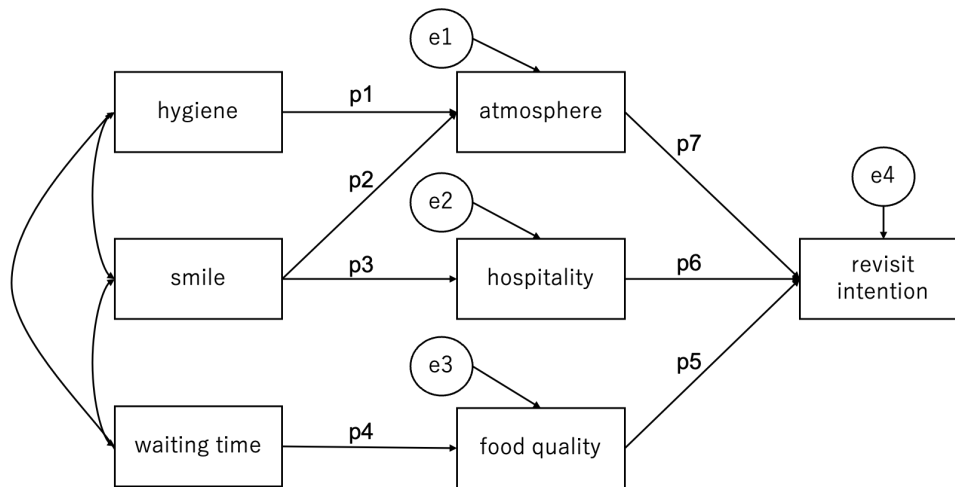 e1
hygiene
p1
atmosphere
p7
p2
e2
e4
smile
p3
hospitality
p6
revisit
intention
e3
p5
waiting time
p4
food quality